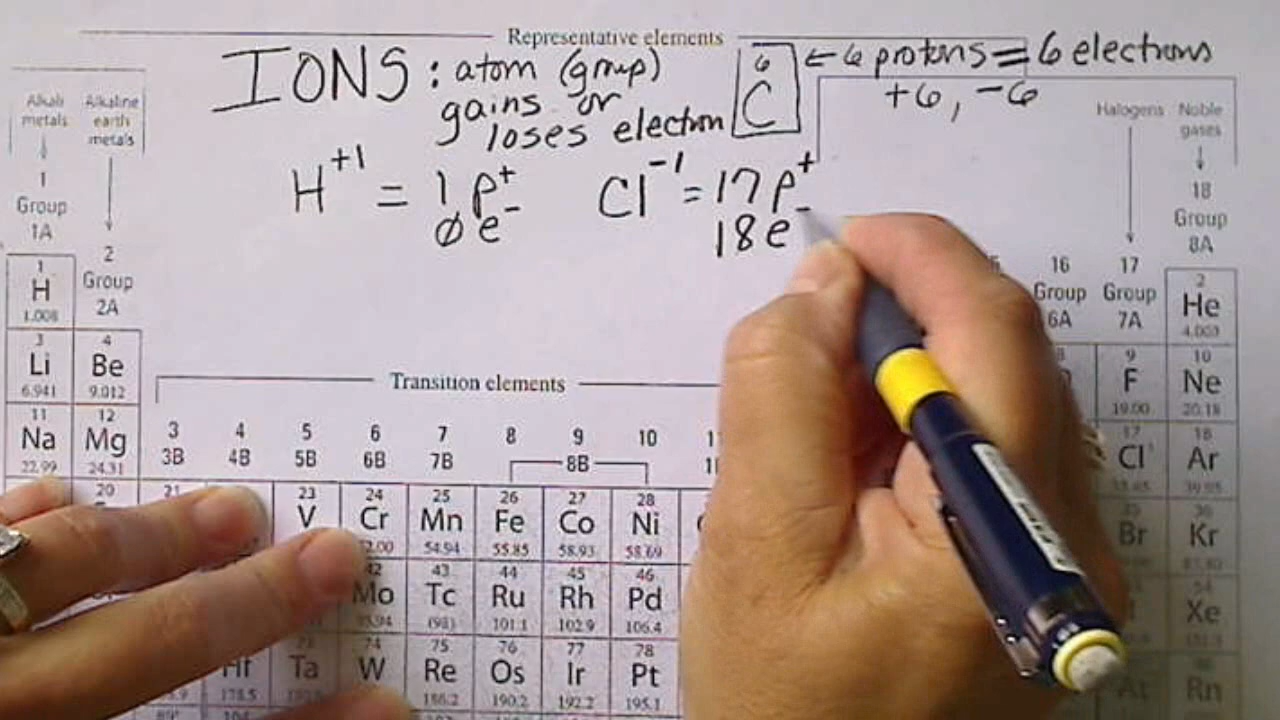 Representative elements
IONS : atom (group)
gains or
loses electron
6
C
← 6 protons = 6 electrons
+6, -6
H+1 = 1 p+
Ø e-
Cl-1 = 17 p+
18 e-
Alkali
metals
1
Group
1A
Alkaline
earth
metals
2
Group
2A
Halogens
Noble
gases
18
Group
8A
16
Group
6A
17
Group
7A
1
H
1.008
2
He
4.003
3
Li
6.941
4
Be
9.012
9
F
19.00
10
Ne
20.18
Transition elements
11
Na
22.99
12
Mg
24.31
3
3B
4
4B
5
5B
6
6B
7
7B
8
9
10
8B
17
Cl
18
Ar
39.95
20
21
23
V
24
Cr
52.00
25
Mn
54.94
26
Fe
55.85
27
Co
58.93
28
Ni
58.69
Br
Kr
42
Mo
95.94
43
Tc
(98)
44
Ru
101.1
45
Rh
102.9
46
Pd
106.4
Xe
Hf
178.5
73
Ta
74
W
75
Re
186.2
76
Os
190.2
77
Ir
192.2
78
Pt
195.1
At
Rn